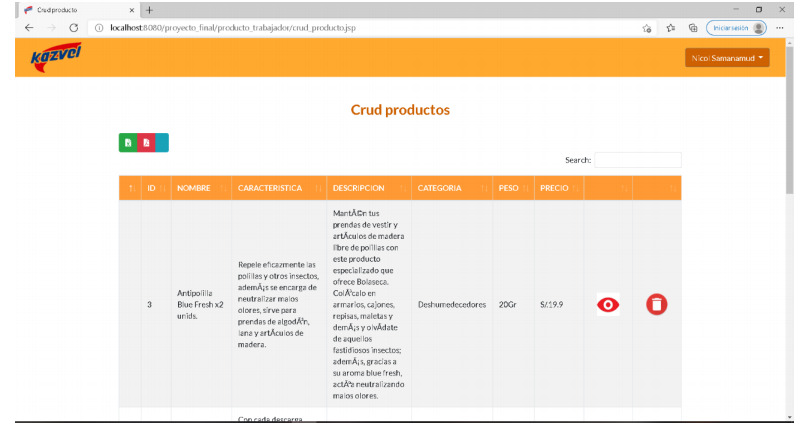 Crud producto
localhost:8080/proyecto_final/producto_trabajador/crud_producto.jsp
Iniciar sesión
kazvel
Nicol Samanamud
Crud productos
Search:
ID
NOMBRE
CARACTERISTICA
DESCRIPCION
CATEGORIA
PESO
PRECIO
3
Antipolilla
Blue Fresh x2
unids.
Repele eficazmente las
polillas y otros insectos,
ademÃ¡s se encarga de
neutralizar malos
olores, sirve para
prendas de algodÃ³n,
lana y artÃ­culos de
madera.
MantÃ©n tus
prendas de vestir y
artÃ­culos de madera
libre de polillas con
este producto
especializado que
ofrece Bolaseca.
ColÃ³calo en
armarios, cajones,
repisas, maletas y
demÃ¡s y olvÃ­date
de aquellos
fastidiosos insectos;
ademÃ¡s, gracias a
su aroma blue fresh,
actÃºa neutralizando
malos olores.
Deshumedecedores
20Gr
S/.19.9
Con cada descarga